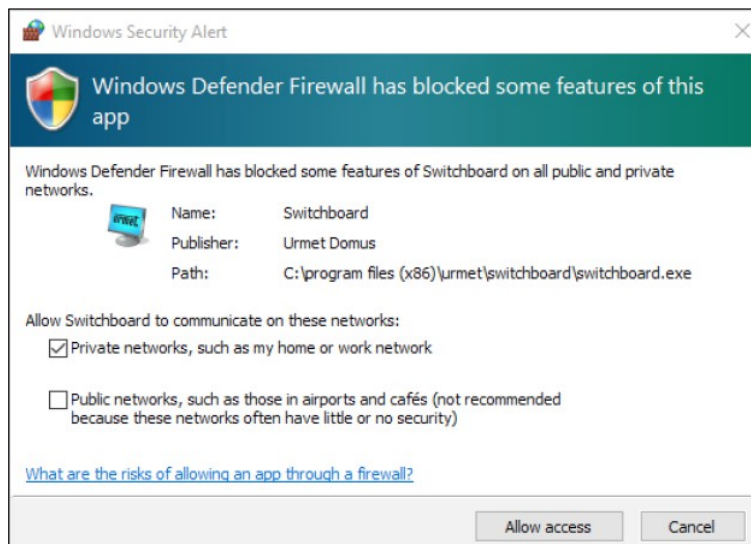 Windows Security Alert
Windows Defender Firewall has blocked some features of this
app
Windows Defender Firewall has blocked some features of Switchboard on all public and private
networks.
urmet
Name: Switchboard
Publisher: Urmet Domus
Path: C:\program files (x86)\urmet\switchboard\switchboard.exe
Allow Switchboard to communicate on these networks:
Private networks, such as my home or work network
Public networks, such as those in airports and cafés (not recommended
because these networks often have little or no security)
What are the risks of allowing an app through a firewall?
Allow access Cancel